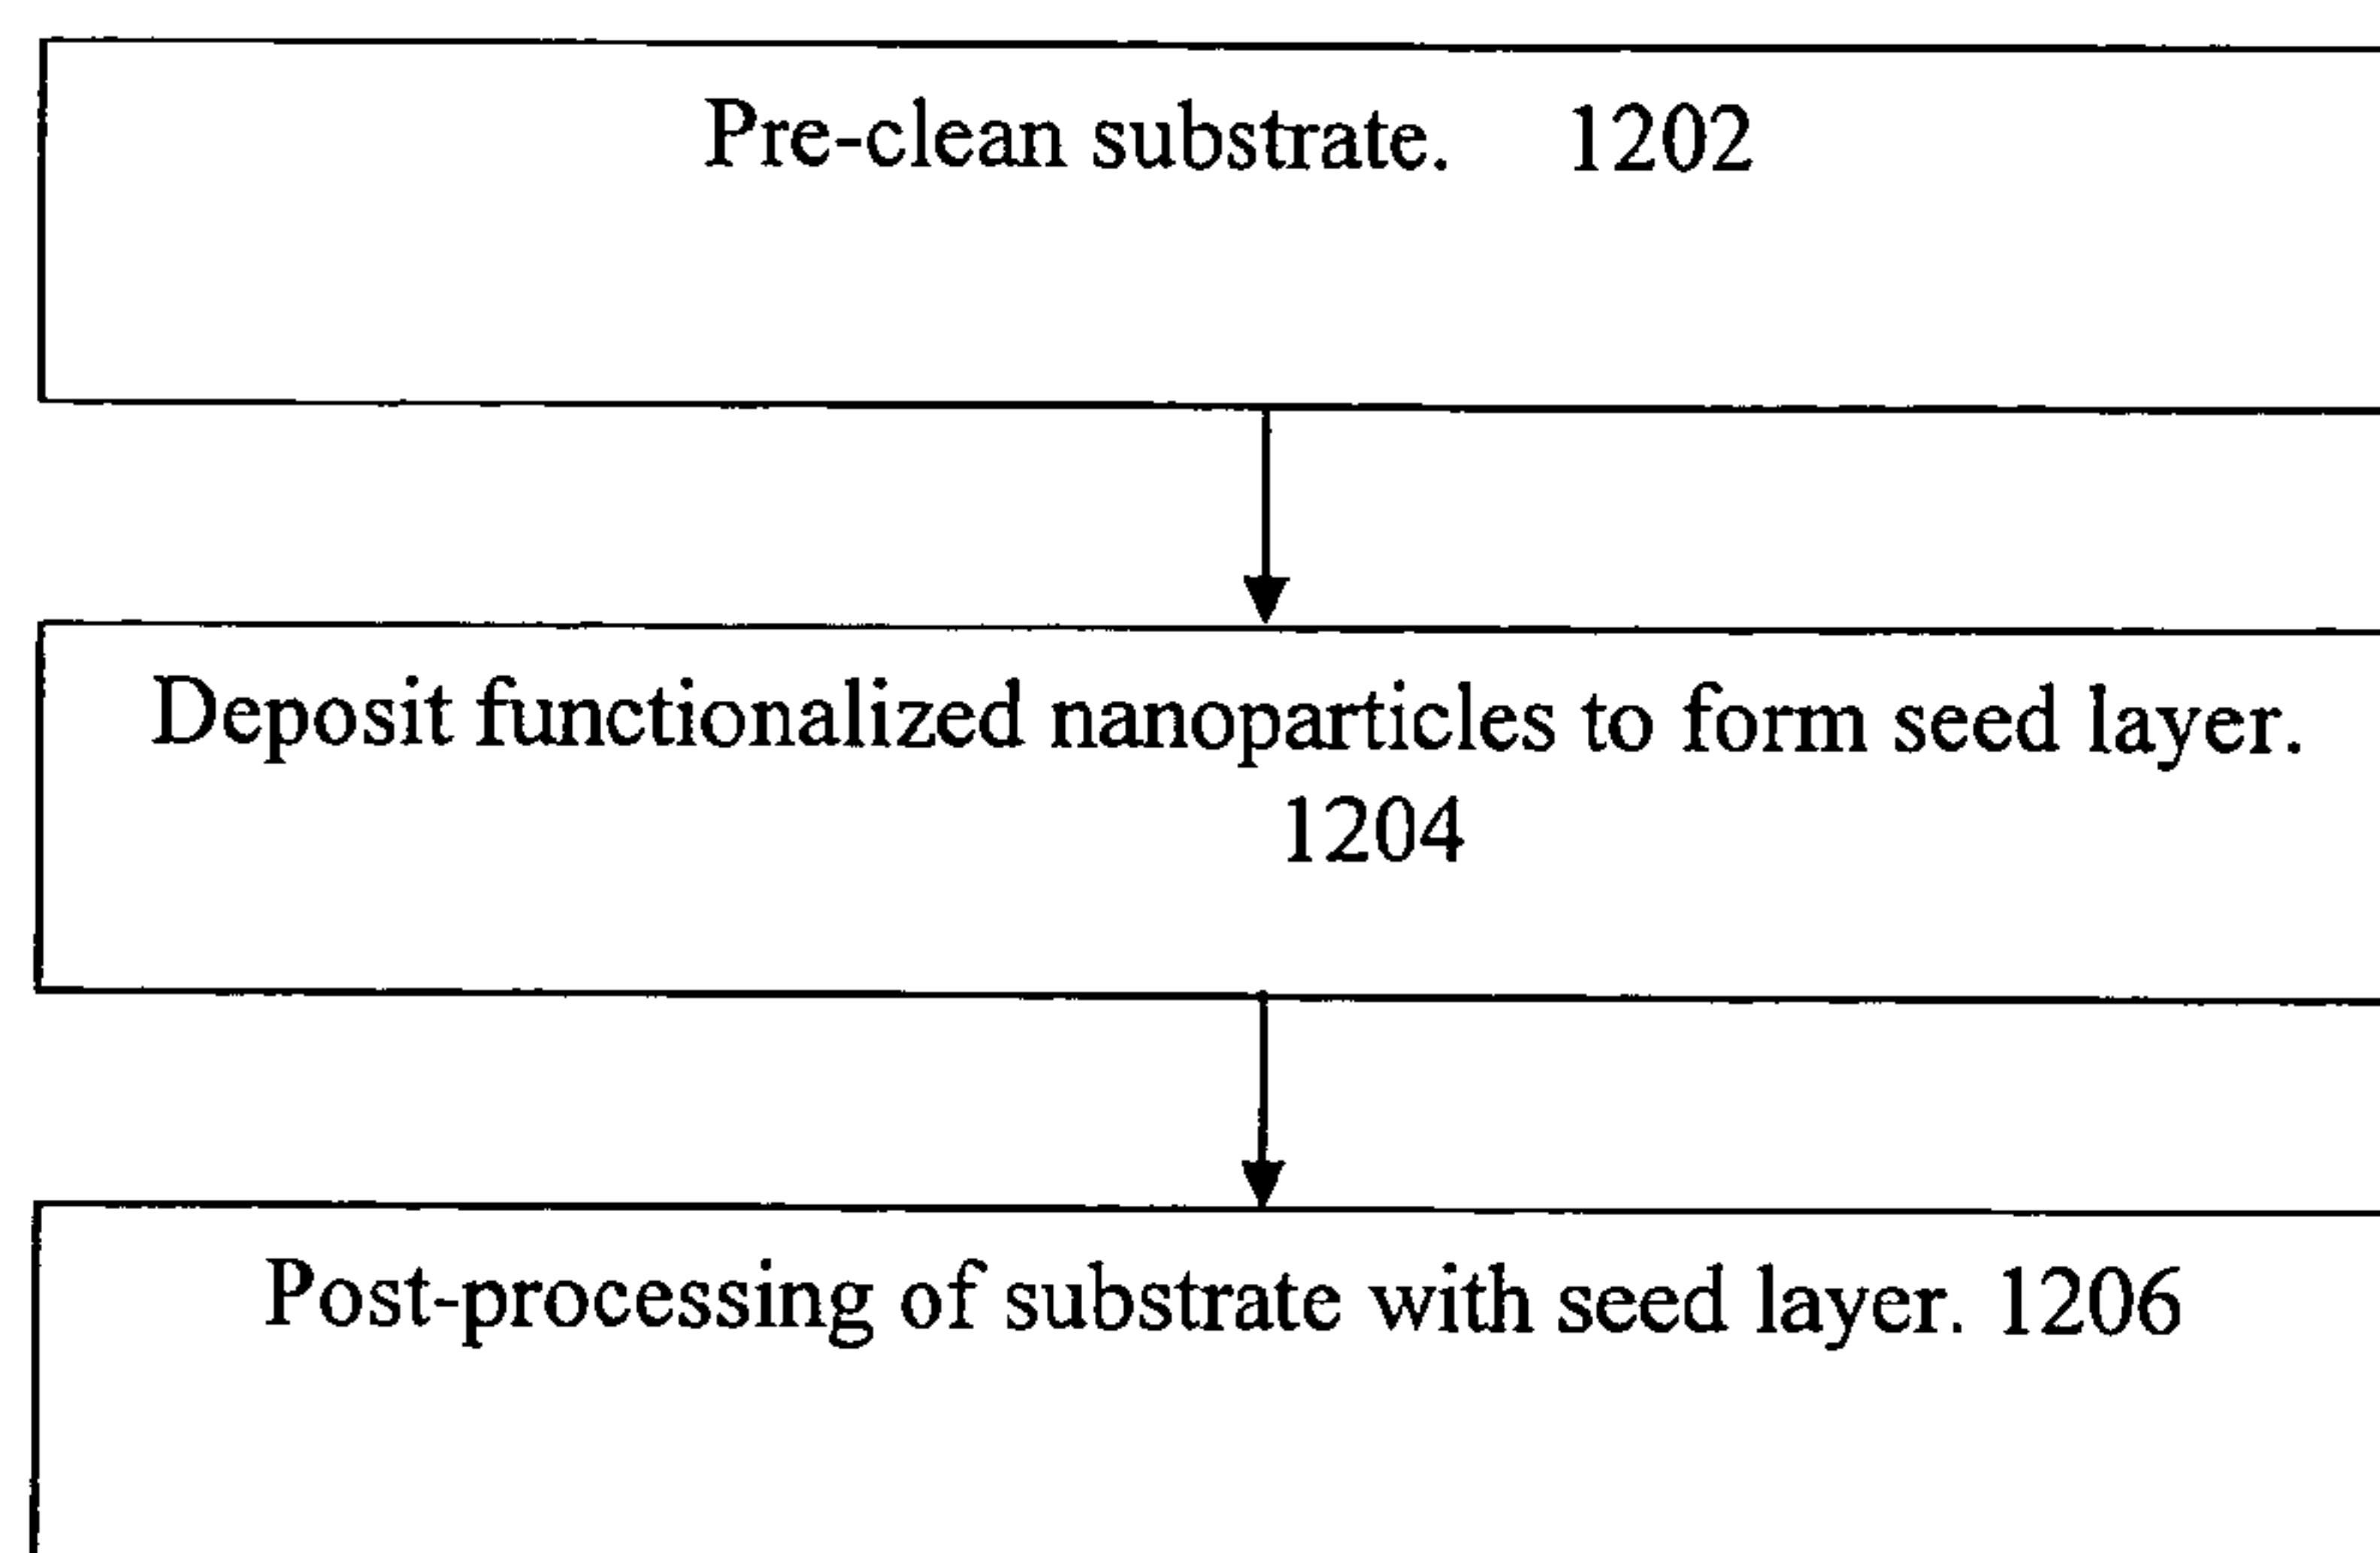 Pre-clean substrate. 1202
Deposit functionalized nanoparticles to form seed layer.
1204
Post-processing of substrate with seed layer. 1206